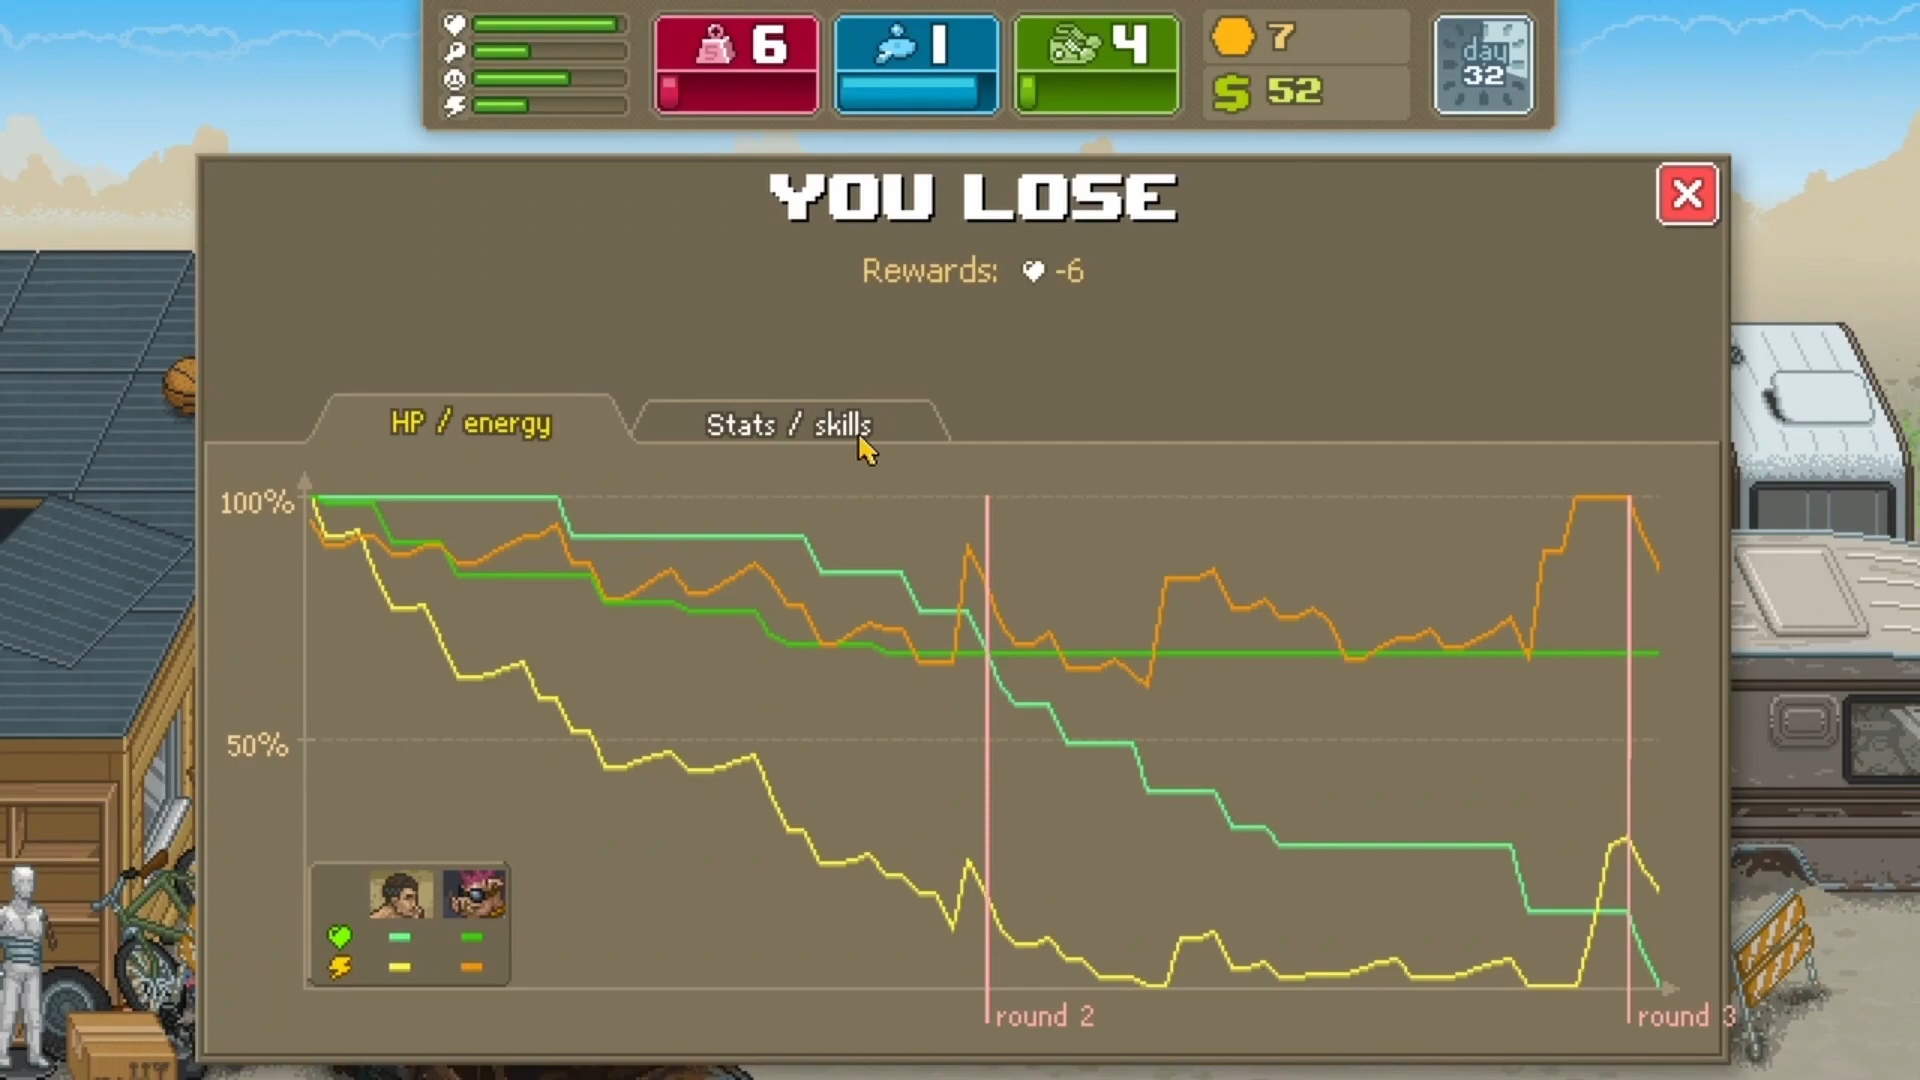 6
1
4
7
$ 52
day
32
YOU LOSE
Rewards: -6
HP / energy
Stats / skills
100%
50%
round 2
round 3